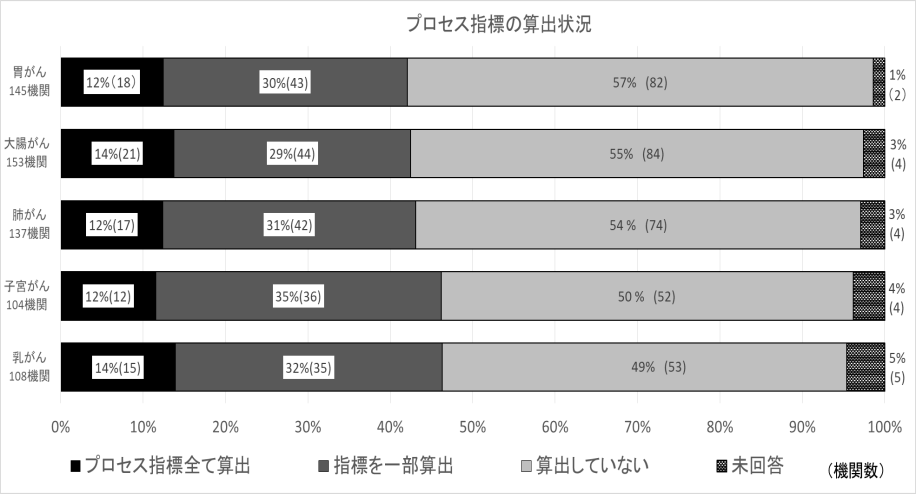 プロセス指標の算出状況
胃がん
145機関
12%(18)
30%(43)
57% (82)
1%
(2)
大腸がん
153機関
14%(21)
29%(44)
55% (84)
3%
(4)
肺がん
137機関
12%(17)
31%(42)
54 % (74)
3%
(4)
子宮がん
104機関
12%(12)
35%(36)
50 % (52)
4%
(4)
乳がん
108機関
14%(15)
32%(35)
49% (53)
5%
(5)
0% 10% 20% 30% 40% 50% 60% 70% 80% 90% 100%
プロセス指標全て算出 指標を一部算出 算出していない 未回答 (機関数)